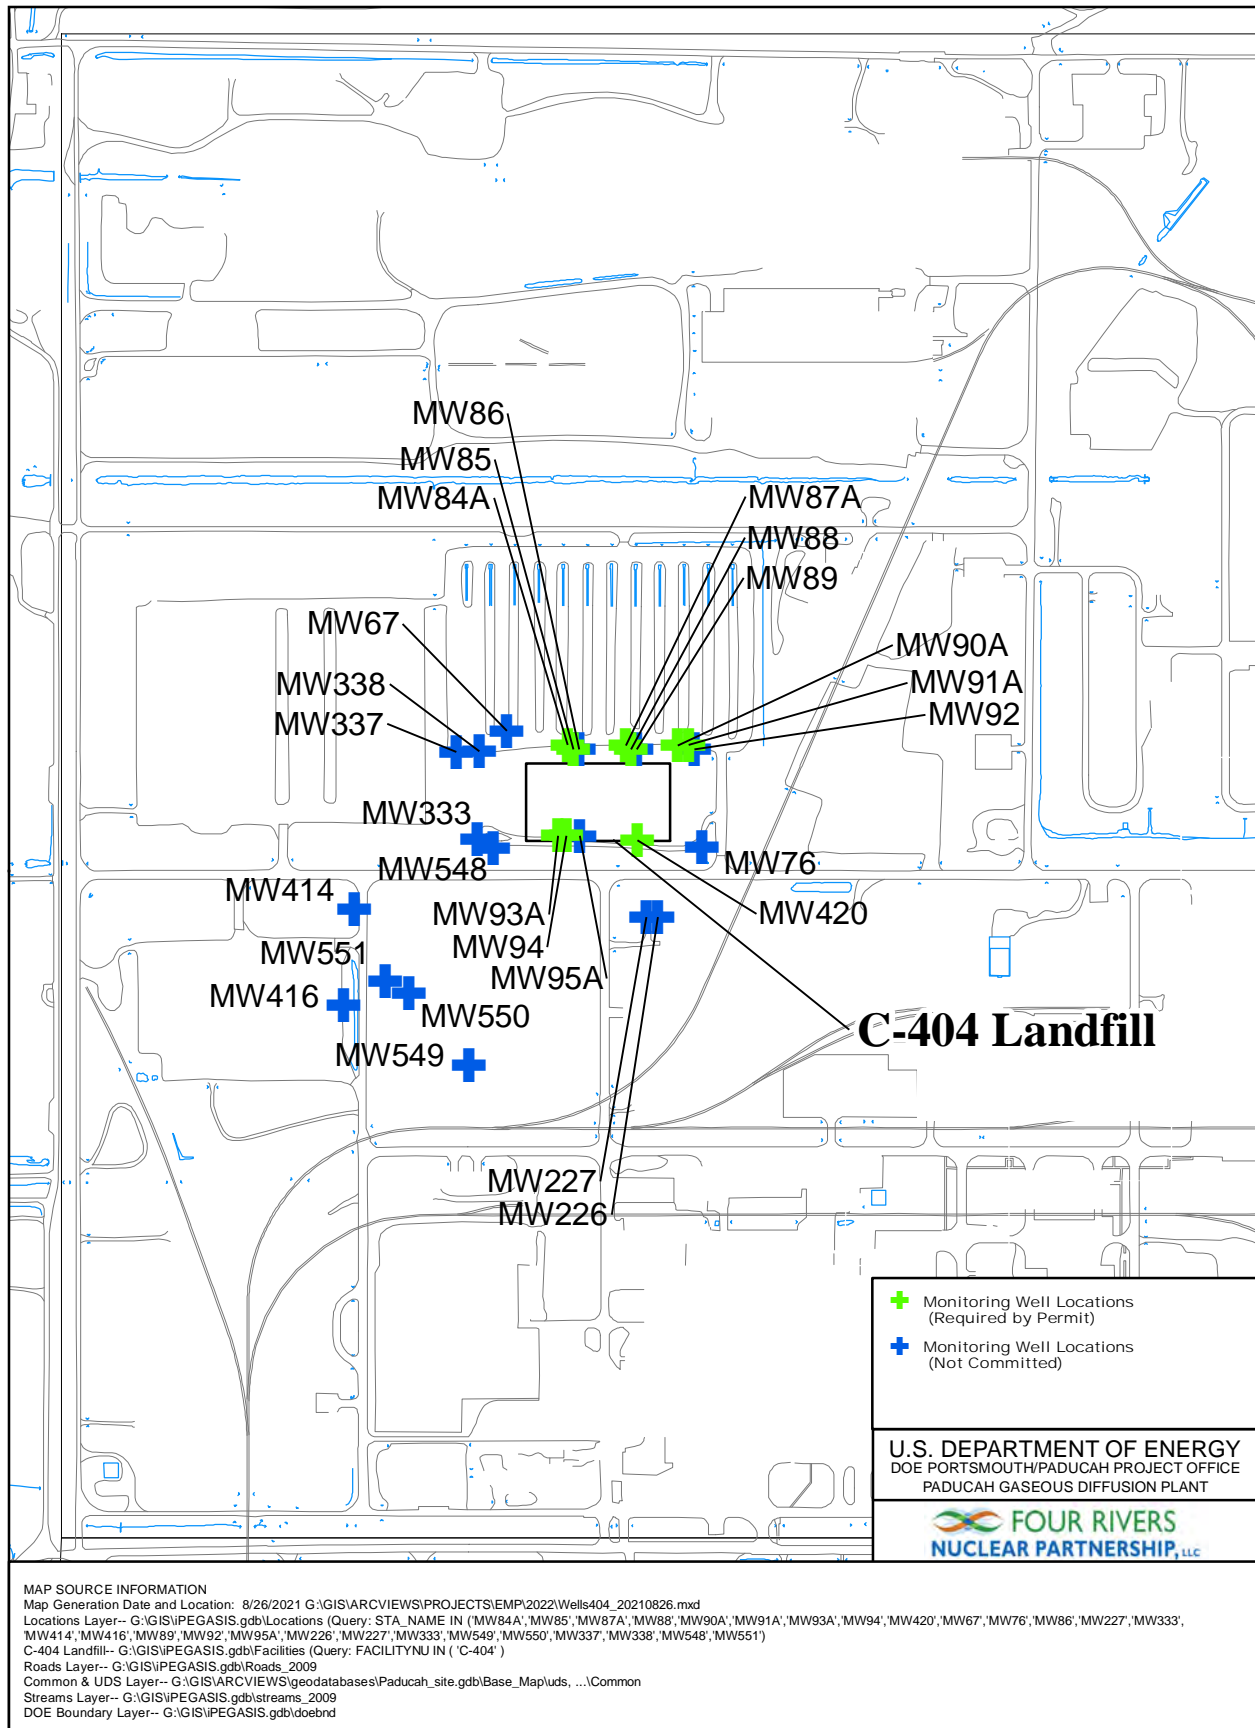 MW86
MW85
MW84A
MW87A
MW88
MW89
MW67
MW90A
MW338
MW91A
MW337
MW92
MW333
MW548
MW76
MW414
MW93A
MW420
MW94
MW551
MW95A
MW416
MW550
C-404 Landfill
MW549
MW227
MW226
Monitoring Well Locations
(Required by Permit)
Monitoring Well Locations
(Not Committed)
U.S. DEPARTMENT OF ENERGY
DOE PORTSMOUTH/PADUCAH PROJECT OFFICE
PADUCAH GASEOUS DIFFUSION PLANT
FOUR RIVERS
NUCLEAR PARTNERSHIP, LLC
MAP SOURCE INFORMATION
Map Generation Date and Location: 8/26/2021 G:\GIS\ARCVIEWS\PROJECTS\EMP\2022\Wells404_20210826.mxd
Locations Layer-- G:\GIS\iPEGASIS.gdb\Locations (Query: STA_NAME IN ('MW84A','MW85','MW87A','MW88','MW90A','MW91A','MW93A','MW94','MW420','MW67','MW76','MW86','MW227','MW333',
'MW414','MW416','MW89','MW92','MW95A','MW226','MW227','MW333','MW549','MW550','MW337','MW338','MW548','MW551')
C-404 Landfill-- G:\GIS\iPEGASIS.gdb\Facilities (Query: FACILITYNU IN ( 'C-404' )
Roads Layer-- G:\GIS\iPEGASIS.gdb\Roads_2009
Common & UDS Layer-- G:\GIS\ARCVIEWS\geodatabases\Paducah_site.gdb\Base_Map\uds, ...\Common
Streams Layer-- G:\GIS\iPEGASIS.gdb\streams_2009
DOE Boundary Layer-- G:\GIS\iPEGASIS.gdb\doebnd